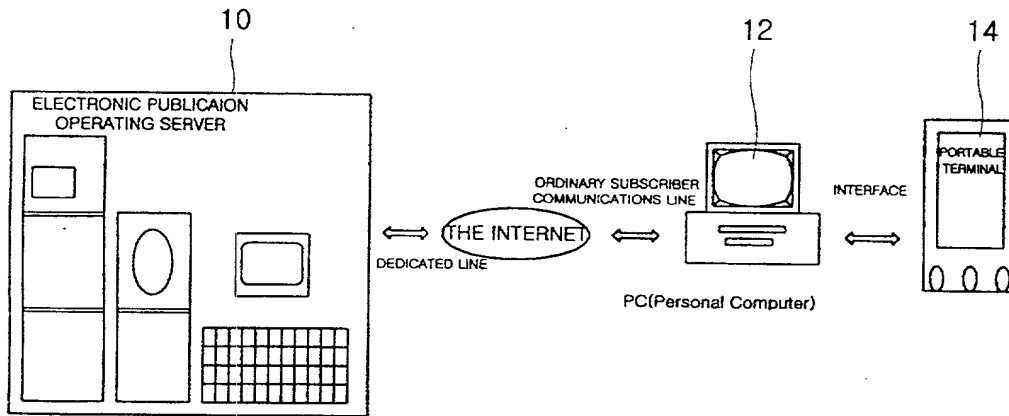 10
12
14
ELECTRONIC PUBLICAION
OPERATING SERVER
ORDINARY SUBSCRIBER
COMMUNICATIONS LINE
THE INTERNET
DEDICATED LINE
INTERFACE
PORTABLE
TERMINAL
PC(Personal Computer)